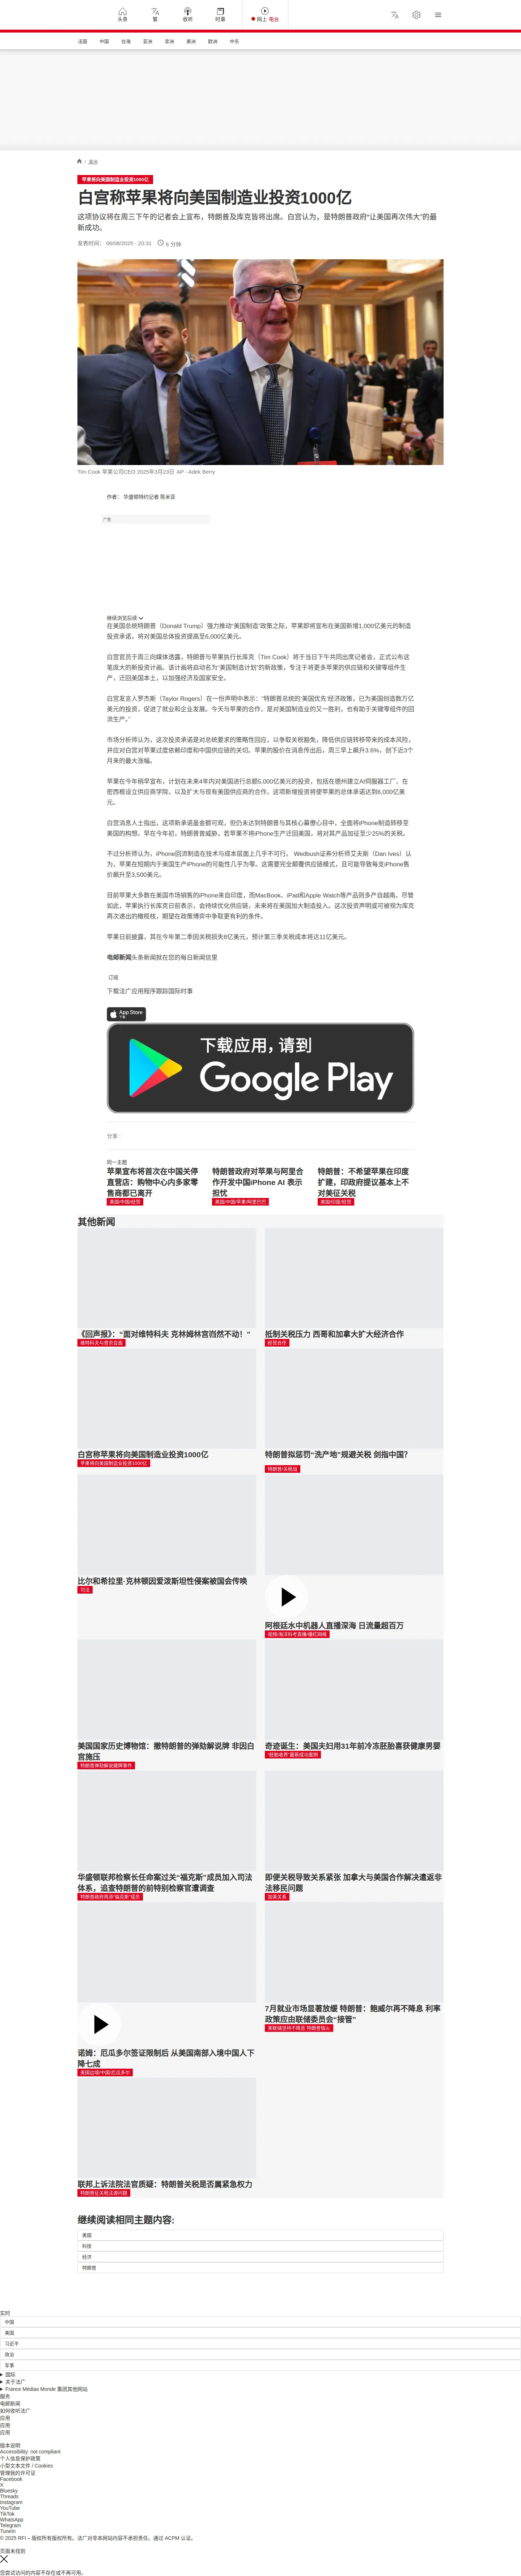 头条
繁
收听
时事
网上 电台
法国
中国
台海
亚洲
非洲
美洲
欧洲
中东
/ 美洲
苹果将向美国制造业投资1000亿
白宫称苹果将向美国制造业投资1000亿
这项协议将在周三下午的记者会上宣布，特朗普及库克皆将出席。白宫认为，是特朗普政府“让美国再次伟大”的最新成功。
发表时间： 06/08/2025 - 20:31
6 分钟
Tim Cook 苹果公司CEO 2025年3月23日 AP - Adek Berry
作者： 华盛顿特约记者 陈米亚
广告
继续浏览后续
在美国总统特朗普（Donald Trump）强力推动“美国制造”政策之际，苹果即将宣布在美国新增1,000亿美元的制造投资承诺，将对美国总体投资提高至6,000亿美元。
白宫官员于周三向媒体透露，特朗普与苹果执行长库克（Tim Cook）将于当日下午共同出席记者会，正式公布这笔庞大的新投资计画。该计画将启动名为“美国制造计划”的新政策，专注于将更多苹果的供应链和关键零组件生产，迁回美国本土，以加强经济及国家安全。
白宫发言人罗杰斯（Taylor Rogers）在一份声明中表示：“特朗普总统的‘美国优先’经济政策，已为美国创造数万亿美元的投资，促进了就业和企业发展。今天与苹果的合作，是对美国制造业的又一胜利，也有助于关键零组件的回流生产。”
市场分析师认为，这次投资承诺是对总统要求的策略性回应，以争取关税豁免，降低供应链转移带来的成本风险，并应对白宫对苹果过度依赖印度和中国供应链的关切。苹果的股价在消息传出后，周三早上飙升3.6%，创下近3个月来的最大涨幅。
苹果在今年稍早宣布，计划在未来4年内对美国进行总额5,000亿美元的投资，包括在德州建立AI伺服器工厂、在密西根设立供应商学院，以及扩大与现有美国供应商的合作。这项新增投资将使苹果的总体承诺达到6,000亿美元。
白宫消息人士指出，这项新承诺虽金额可观，但仍未达到特朗普与其核心幕僚心目中，全面将iPhone制造转移至美国的构想。早在今年初，特朗普曾威胁，若苹果不将iPhone生产迁回美国，将对其产品加征至少25%的关税。
不过分析师认为，iPhone回流制造在技术与成本层面上几乎不可行。 Wedbush证券分析师艾夫斯（Dan Ives）认为，苹果在短期内于美国生产iPhone的可能性几乎为零。这需要完全颠覆供应链模式，且可能导致每支iPhone售价飙升至3,500美元。
目前苹果大多数在美国市场销售的iPhone来自印度，而MacBook、iPad和Apple Watch等产品则多产自越南。尽管如此，苹果执行长库克日前表示，会持续优化供应链，未来将在美国加大制造投入。这次投资声明或可被视为库克再次递出的橄榄枝，期望在政策博弈中争取更有利的条件。
苹果日前披露，其在今年第二季因关税损失8亿美元，预计第三季关税成本将达11亿美元。
电邮新闻头条新闻就在您的每日新闻信里
订阅
下载法广应用程序跟踪国际时事
App Store
下载
下载应用，请到
Google Play
分享 :
同一主题
苹果宣布将首次在中国关停直营店：购物中心内多家零售商都已离开
美国/中国/经贸
特朗普政府对苹果与阿里合作开发中国iPhone AI 表示担忧
美国/中国/苹果/阿里巴巴
特朗普：不希望苹果在印度扩建，印政府提议基本上不对美征关税
美国/印度/经贸
其他新闻
《回声报》：“面对维特科夫 克林姆林宫岿然不动！”
维特科夫与普京会面
抵制关税压力 西哥和加拿大扩大经济合作
经贸合作
白宫称苹果将向美国制造业投资1000亿
苹果将向美国制造业投资1000亿
特朗普拟惩罚“洗产地”规避关税 剑指中国？
特朗普/关税战
比尔和希拉里·克林顿因爱泼斯坦性侵案被国会传唤
司法
阿根廷水中机器人直播深海 日流量超百万
视频/海洋科考直播/爆红网络
美国国家历史博物馆：撤特朗普的弹劾解说牌 非因白宫施压
特朗普弹劾解说撤牌事件
奇迹诞生：美国夫妇用31年前冷冻胚胎喜获健康男婴
“胚胎收养”最新成功案例
华盛顿联邦检察长任命案过关“福克斯”成员加入司法体系，追查特朗普的前特别检察官遭调查
特朗普政府再添“福克斯”成员
即便关税导致关系紧张 加拿大与美国合作解决遣返非法移民问题
加美关系
诺姆：厄瓜多尔签证限制后 从美国南部入境中国人下降七成
美国边境/中国/厄瓜多尔
7月就业市场显著放缓 特朗普：鲍威尔再不降息 利率政策应由联储委员会“接管”
美联储坚持不降息 特朗普恼火
联邦上诉法院法官质疑：特朗普关税是否属紧急权力
特朗普征关税法源问题
继续阅读相同主题内容:
美国
科技
经济
特朗普
实时
中国
美国
习近平
政治
军事
国际
关于法广
France Médias Monde 集团其他网站
服务
电邮新闻
如何收听法广
应用
应用
应用
版本说明
Accessibility: not compliant
个人信息保护政策
小型文本文件 / Cookies
管理我的许可证
Facebook
X
Bluesky
Threads
Instagram
YouTube
TikTok
WhatsApp
Telegram
TuneIn
© 2025 RFI – 版权所有版权所有。法广对非本网站内容不承担责任。通过 ACPM 认证。
页面未找到
您尝试访问的内容不存在或不再可用。